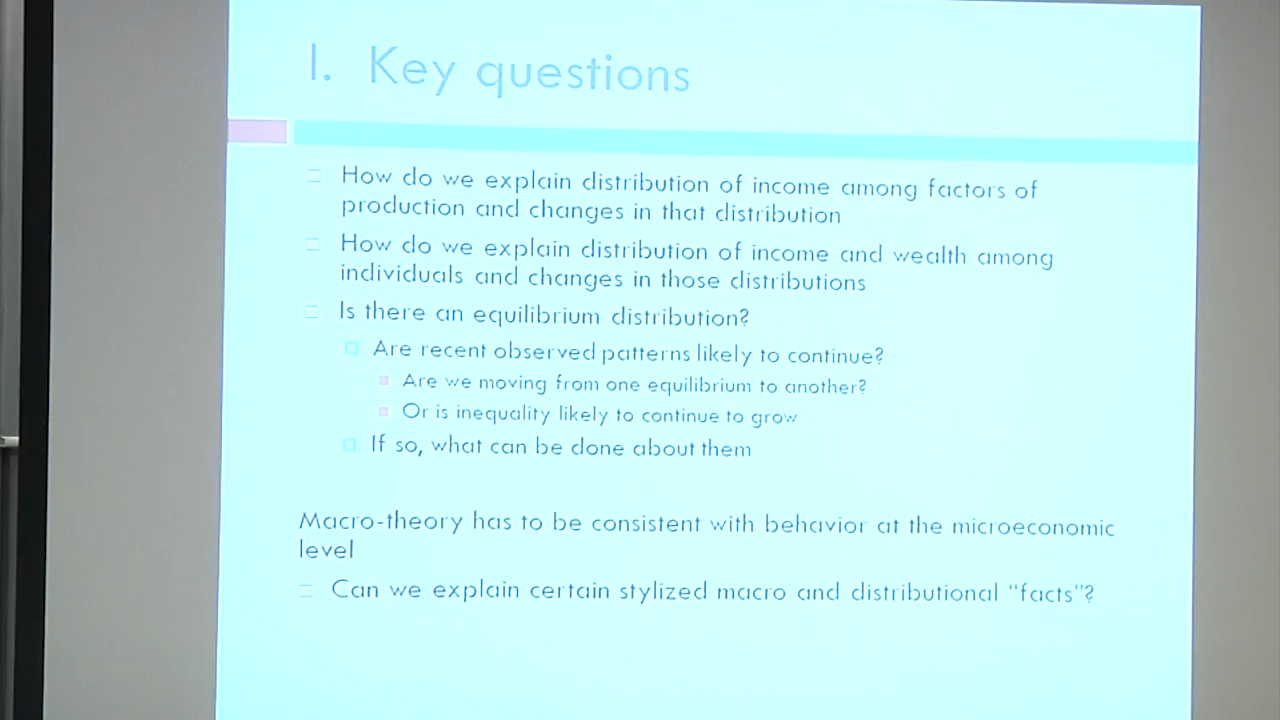 I. Key questions
How do we explain distribution of income among factors of
production and changes in that distribution
How do we explain distribution of income and wealth among
individuals and changes in those distributions
Is there an equilibrium distribution?
Are recent observed patterns likely to continue?
Are we moving from one equilibrium to another?
Or is inequality likely to continue to grow
If so, what can be done about them
Macro-theory has to be consistent with behavior at the microeconomic
level
Can we explain certain stylized macro and distributional “facts”?